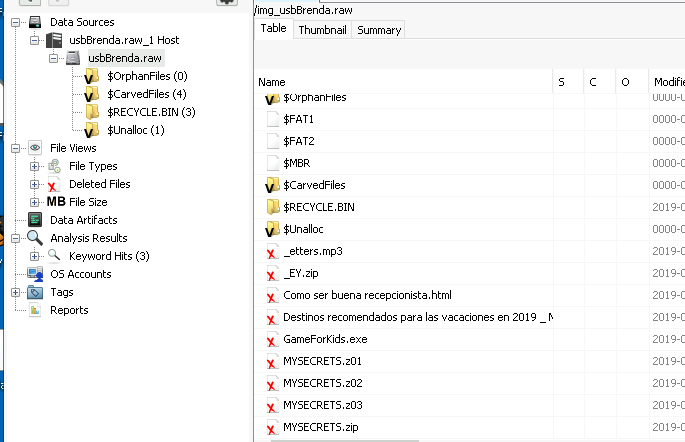 Data Sources
usbBrenda.raw_1 Host
usbBrenda.raw
$OrphanFiles (0)
$CarvedFiles (4)
$RECYCLE.BIN (3)
$Unalloc (1)
File Views
File Types
Deleted Files
MB File Size
Data Artifacts
Analysis Results
Keyword Hits (3)
OS Accounts
Tags
Reports
/img_usbBrenda.raw
Table Thumbnail Summary
Name S C O Modifie
$OrphanFiles 0000-0
$FAT1 0000-0
$FAT2 0000-0
$MBR 0000-0
$CarvedFiles 0000-0
$RECYCLE.BIN 2019-0
$Unalloc 0000-0
_etters.mp3 2019-0
_EY.zip 2019-0
Como ser buena recepcionista.html 2019-0
Destinos recomendados para las vacaciones en 2019 _ N 2019-0
GameForKids.exe 2019-0
MYSECRETS.z01 2019-0
MYSECRETS.z02 2019-0
MYSECRETS.z03 2019-0
MYSECRETS.zip 2019-0